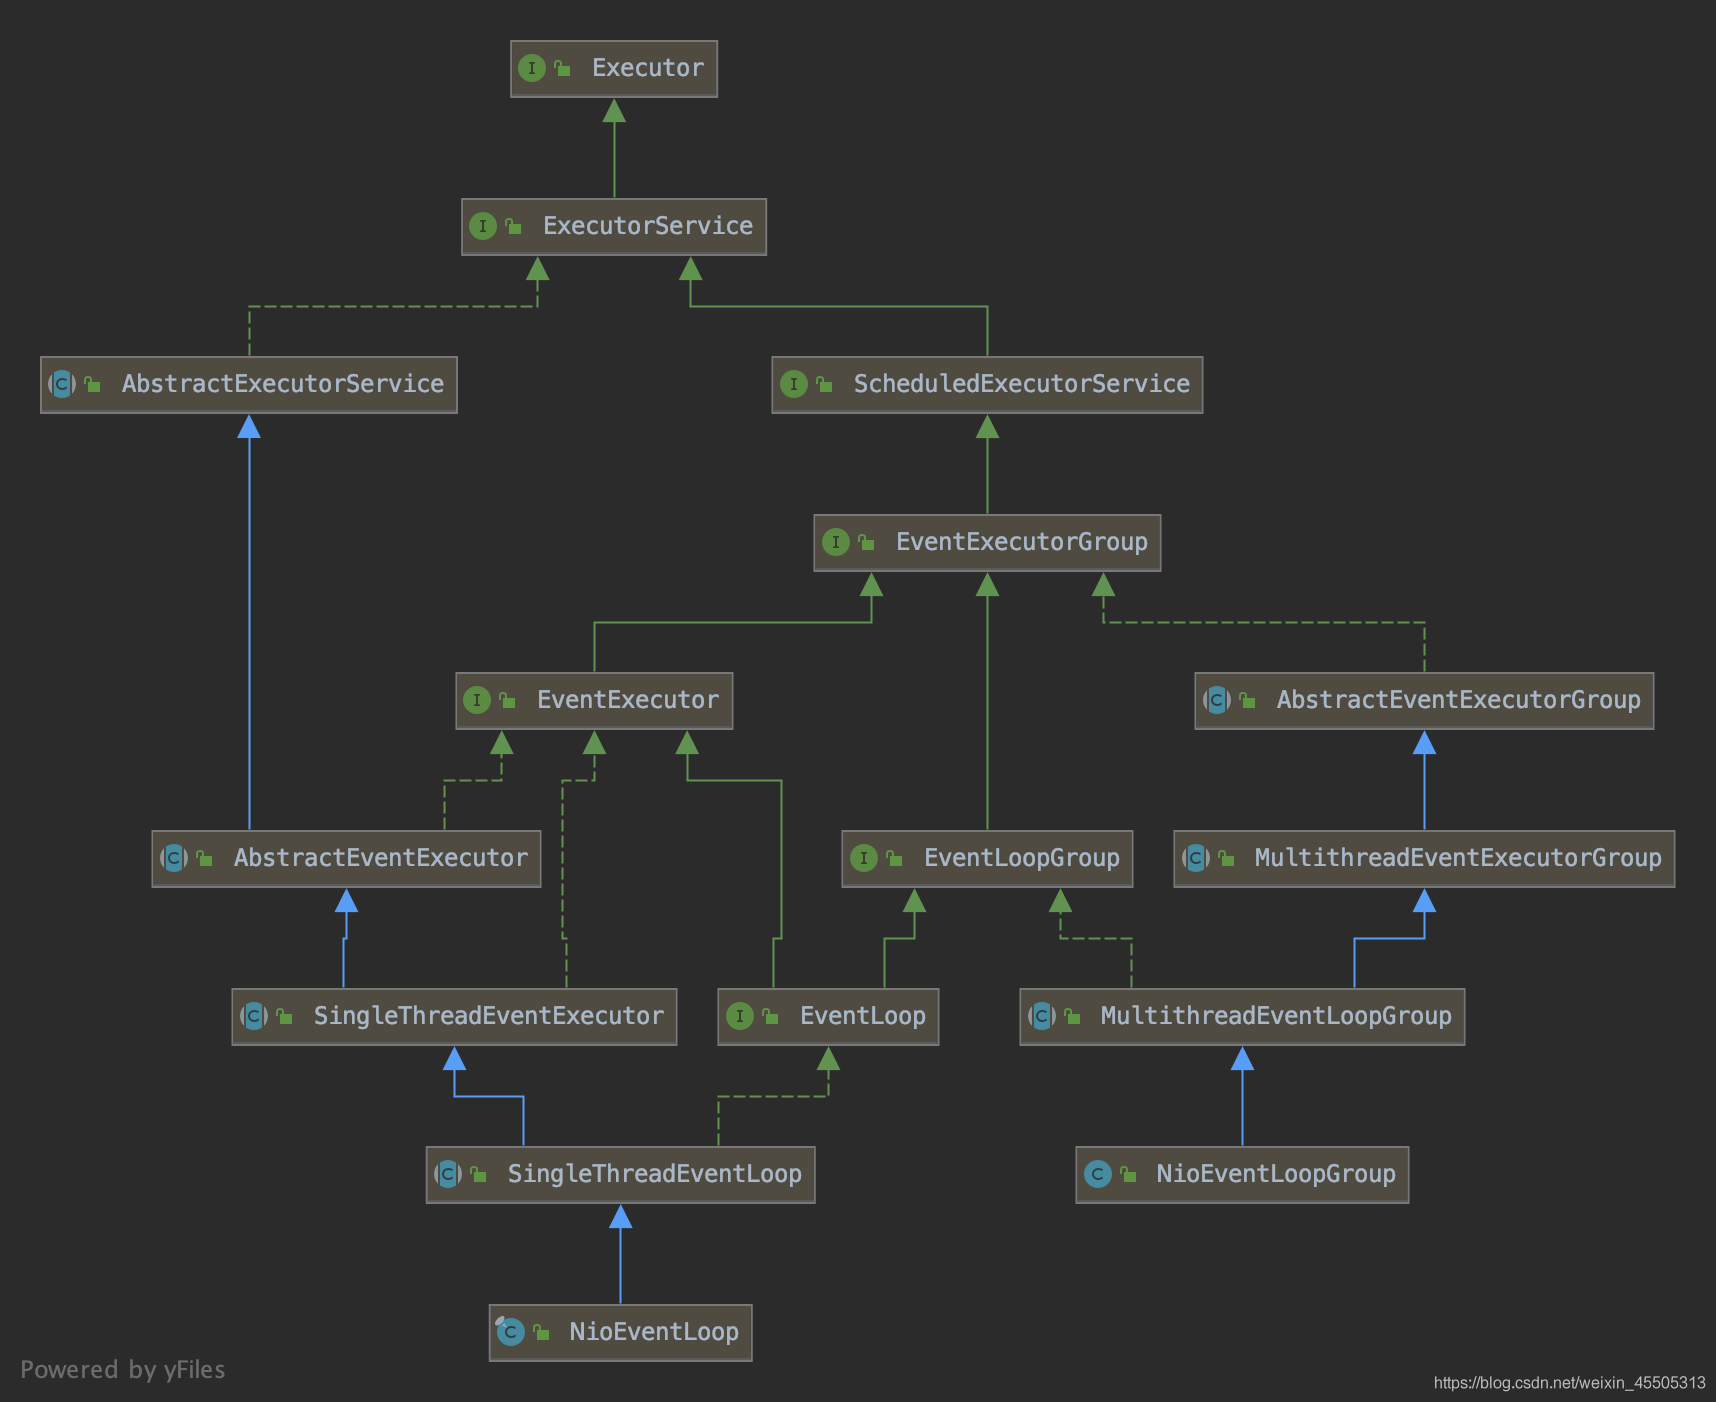 Executor
ExecutorService
AbstractExecutorService
ScheduledExecutorService
EventExecutorGroup
EventExecutor
AbstractEventExecutorGroup
AbstractEventExecutor
EventLoopGroup
MultithreadEventExecutorGroup
SingleThreadEventExecutor
EventLoop
MultithreadEventLoopGroup
SingleThreadEventLoop
NioEventLoopGroup
NioEventLoop
Powered by yFiles
https://blog.csdn.net/weixin_45505313